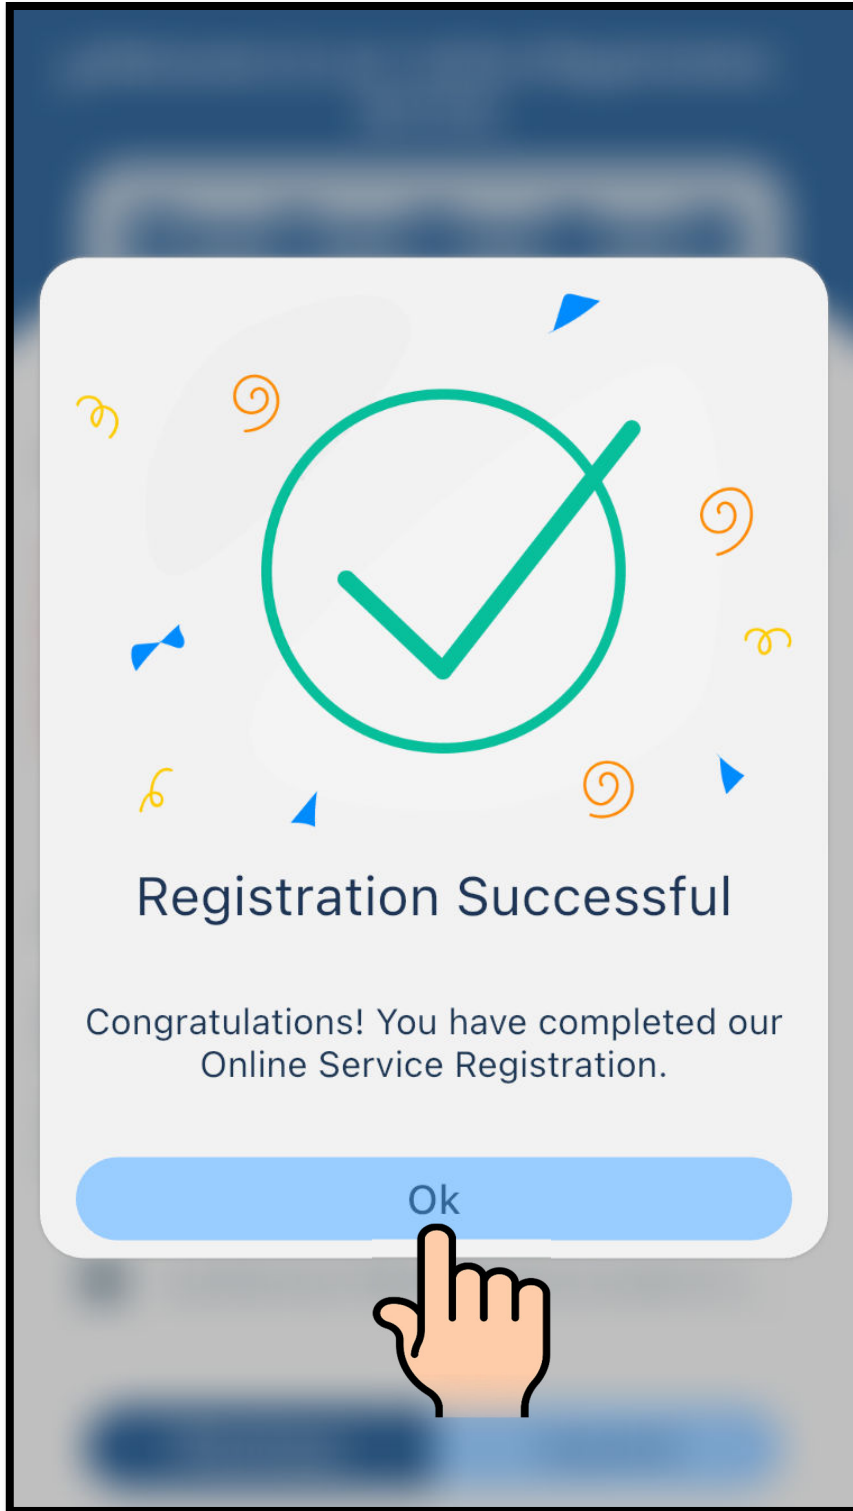 Registration Successful
Congratulations! You have completed our
Online Service Registration.
Ok